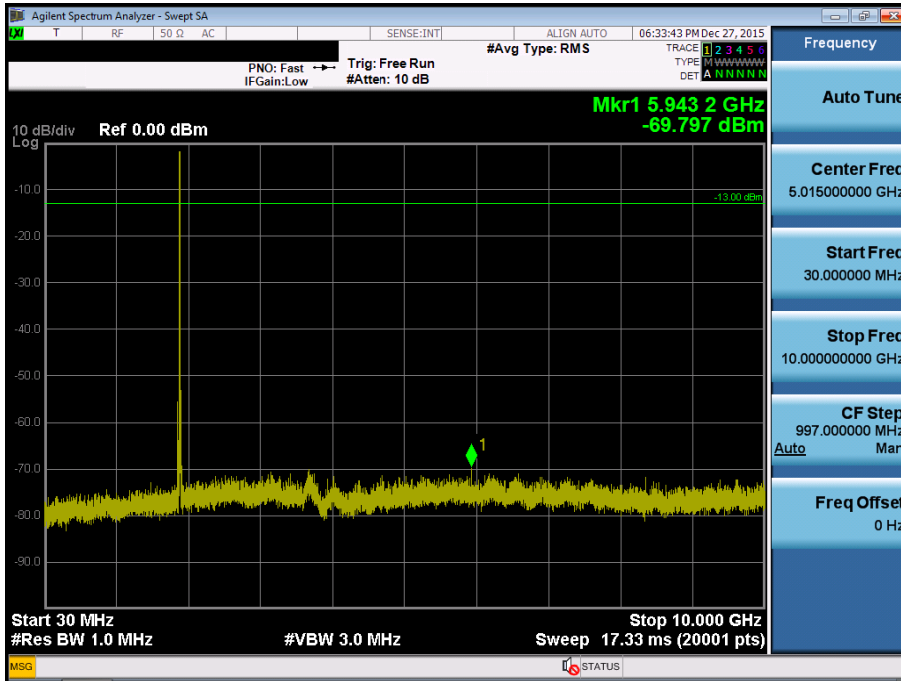 Agilent Spectrum Analyzer - Swept SA
LXI T RF 50 Ω AC SENSE:INT ALIGN AUTO 06:33:43 PM Dec 27, 2015
Frequency
#Avg Type: RMS
TRACE 1 2 3 4 5 6
PNO: Fast Trig: Free Run
TYPE M WWWWW
IFGain:Low #Atten: 10 dB
DET A N N N N N
Auto Tune
Mkr1 5.943 2 GHz
-69.797 dBm
10 dB/div Ref 0.00 dBm
Log
Center Freq
5.015000000 GHz
-10.0
-13.00 dBm
-20.0
Start Freq
30.000000 MHz
-30.0
-40.0
Stop Freq
10.000000000 GHz
-50.0
-60.0
CF Step
997.000000 MHz
Auto Man
1
-70.0
Freq Offset
0 Hz
-80.0
-90.0
Start 30 MHz Stop 10.000 GHz
#Res BW 1.0 MHz #VBW 3.0 MHz Sweep 17.33 ms (20001 pts)
MSG STATUS